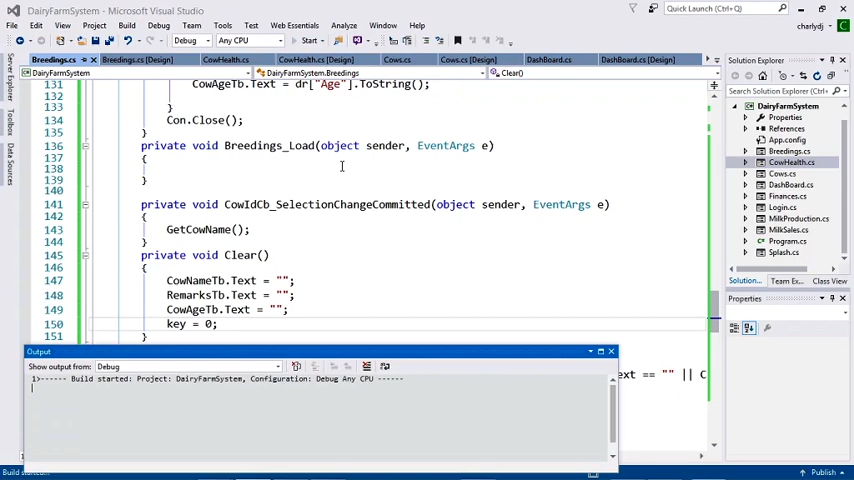 DairyFarmSystem - Microsoft Visual Studio
Quick Launch (Ctrl+Q)
File Edit View Project Build Debug Team Tools Test Web Essentials Analyze Window Help
charlydj
Debug Any CPU Start
Breedings.cs Breedings.cs [Design] CowHealth.cs CowHealth.cs [Design] Cows.cs Cows.cs [Design] DashBoard.cs DashBoard.cs [Design]
DairyFarmSystem DairyFarmSystem.Breedings Clear()
131 CowAgeTb.Text = dr["Age"].ToString();
132
133 }
134 Con.Close();
135 }
136 private void Breedings_Load(object sender, EventArgs e)
137 {
138
139 }
140
141 private void CowIdCb_SelectionChangeCommitted(object sender, EventArgs e)
142 {
143 GetCowName();
144 }
145 private void Clear()
146 {
147 CowNameTb.Text = "";
148 RemarksTb.Text = "";
149 CowAgeTb.Text = "";
150 key = 0;
151 }
ext == "" || C
Server Explorer
Toolbox
Data Sources
Solution Explorer
DairyFarmSystem
Properties
References
App.config
Breedings.cs
CowHealth.cs
Cows.cs
DashBoard.cs
Finances.cs
Login.cs
MilkProduction.cs
MilkSales.cs
Program.cs
Splash.cs
Solution... Team Ex... Class View
Properties
Output
Show output from: Debug
1>------ Build started: Project: DairyFarmSystem, Configuration: Debug Any CPU ------
Build started...
Publish